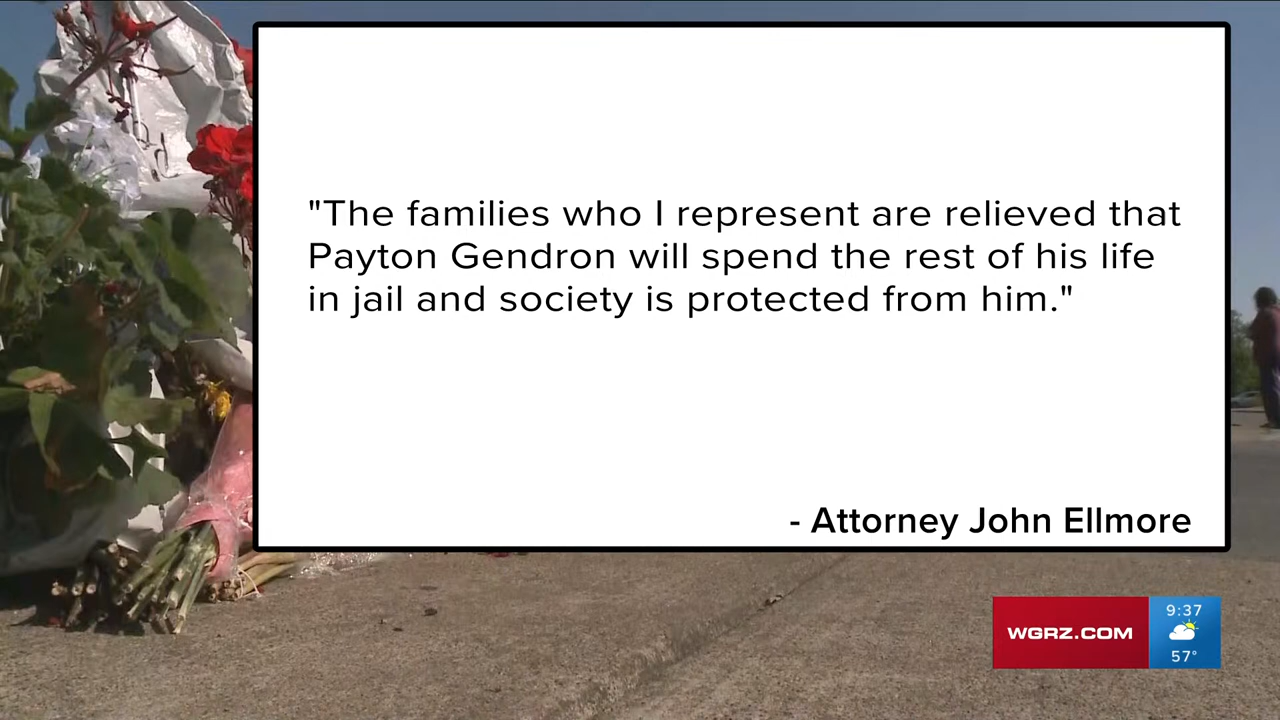 "The families who I represent are relieved that
Payton Gendron will spend the rest of his life
in jail and society is protected from him."
- Attorney John Ellmore
WGRZ.COM
9:37
57°